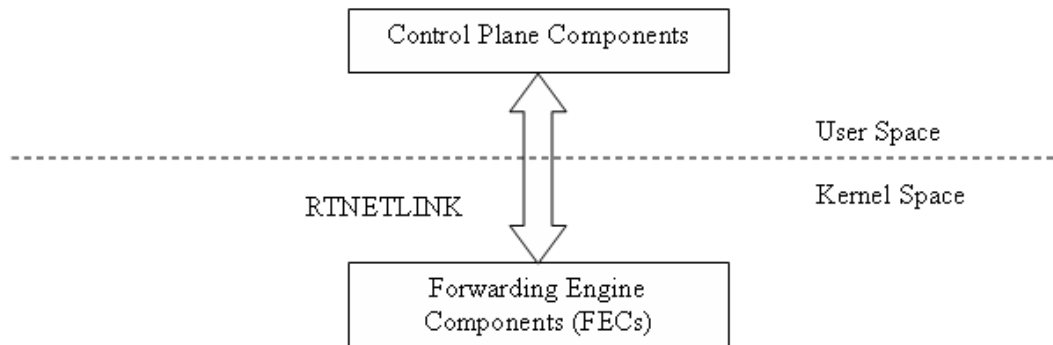 Control Plane Components
User Space
Kernel Space
RTNETLINK
Forwarding Engine
Components (FECs)